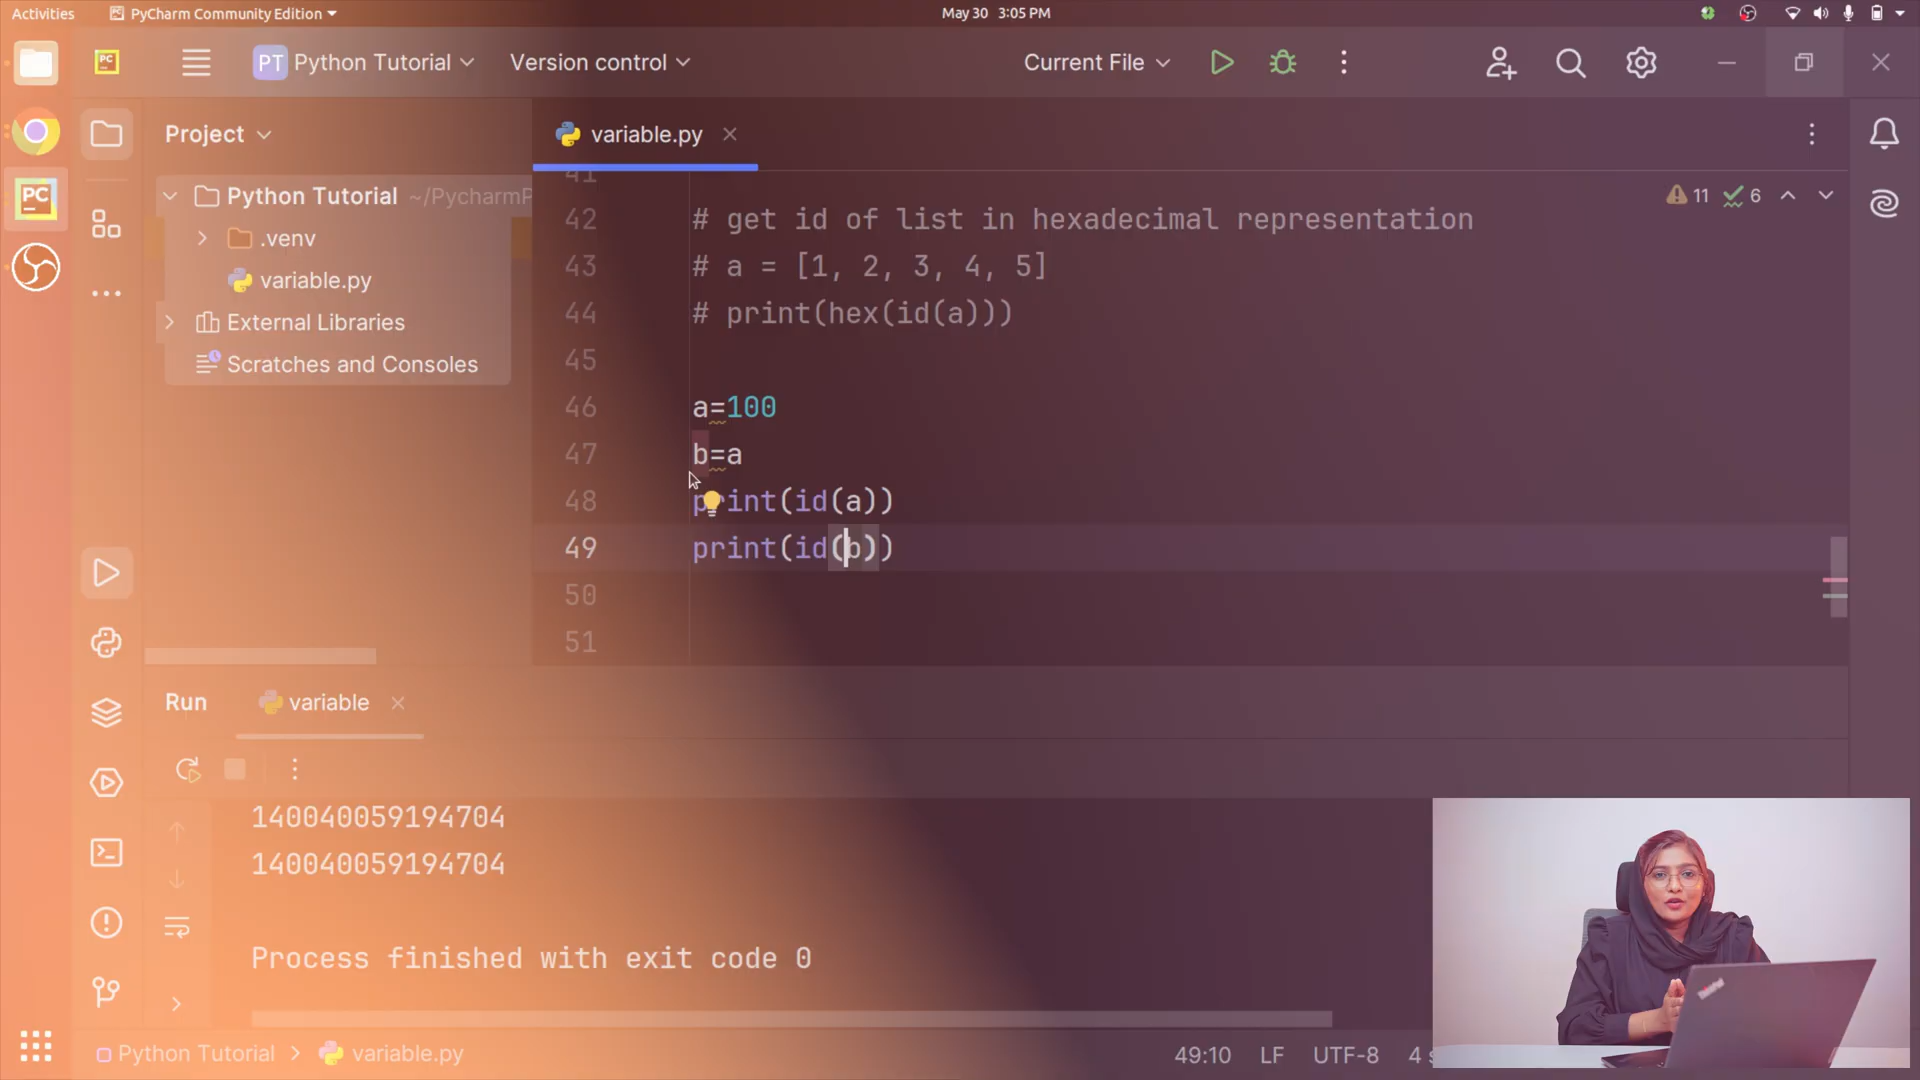 Activities
PyCharm Community Edition
May 30 3:05 PM
PC
PT Python Tutorial
Version control
Current File
Project
variable.py
Python Tutorial ~/PycharmP
.venv
variable.py
External Libraries
Scratches and Consoles
PC
11
6
41
42 # get id of list in hexadecimal representation
43 # a = [1, 2, 3, 4, 5]
44 # print(hex(id(a)))
45
46 a=100
47 b=a
48 print(id(a))
49 print(id(b))
50
51
Run
variable
140040059194704
140040059194704
Process finished with exit code 0
Python Tutorial > variable.py
49:10 LF UTF-8 4